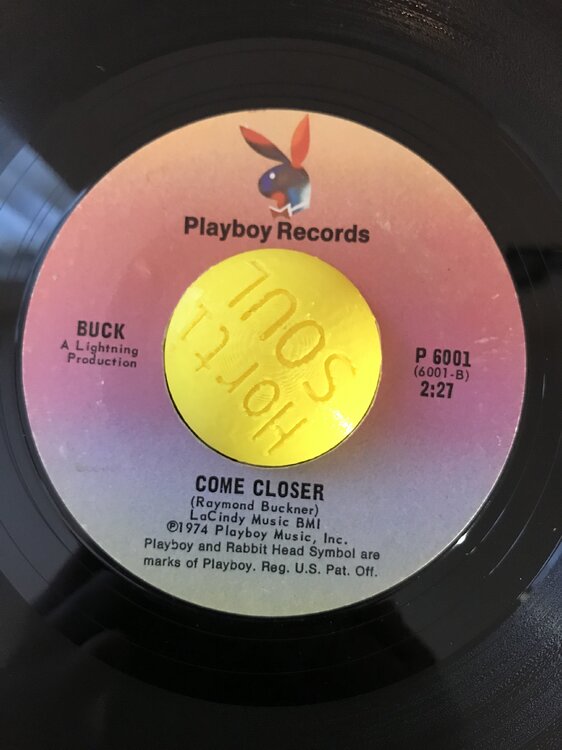 Playboy Records
Horti
SOUL
BUCK
A Lightning
Production
P 6001
(6001-B)
2:27
COME CLOSER
(Raymond Buckner)
LaCindy Music BMI
℗1974 Playboy Music, Inc.
Playboy and Rabbit Head Symbol are
marks of Playboy. Reg. U.S. Pat. Off.